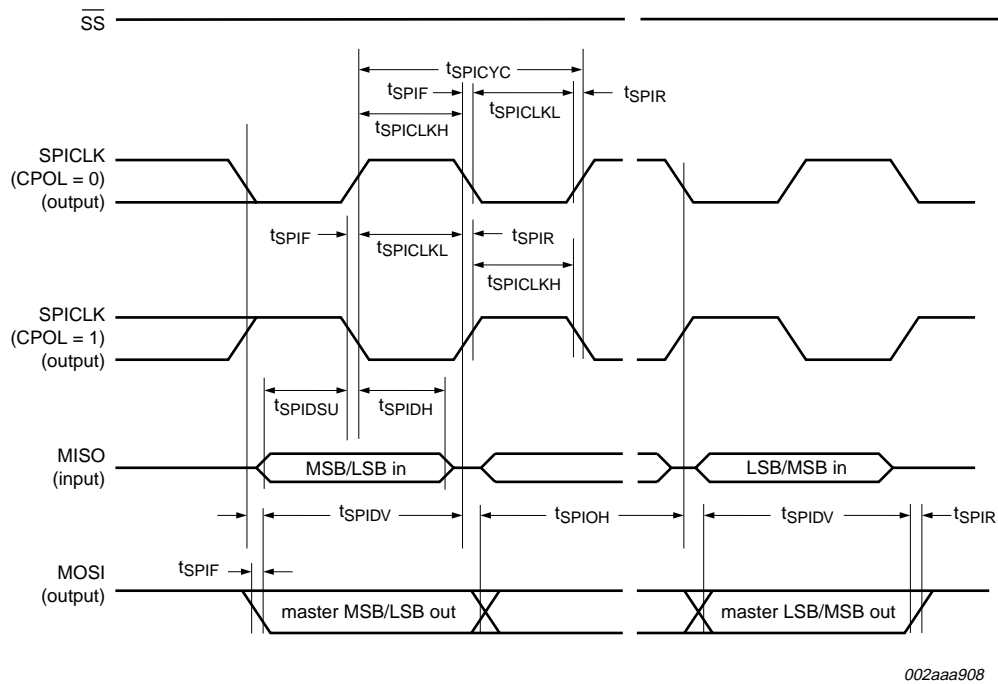 SS
tSPICYC
tSPIF
tSPICLKL
tSPIR
tSPICLKH
SPICLK
(CPOL = 0)
(output)
tSPIF
tSPICLKL
tSPIR
tSPICLKH
SPICLK
(CPOL = 1)
(output)
tSPIDSU
tSPIDH
MISO
(input)
MSB/LSB in
LSB/MSB in
tSPIDV
tSPIOH
tSPIDV
tSPIR
tSPIF
MOSI
(output)
master MSB/LSB out
master LSB/MSB out
002aaa908